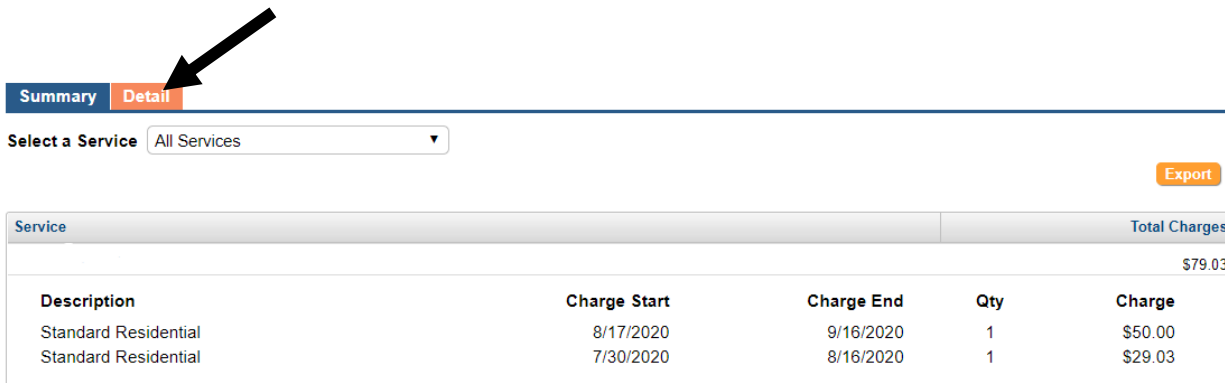 Summary Detail
Select a Service All Services
Export
Service Total Charges
$79.03
Description Charge Start Charge End Qty Charge
Standard Residential 8/17/2020 9/16/2020 1 $50.00
Standard Residential 7/30/2020 8/16/2020 1 $29.03